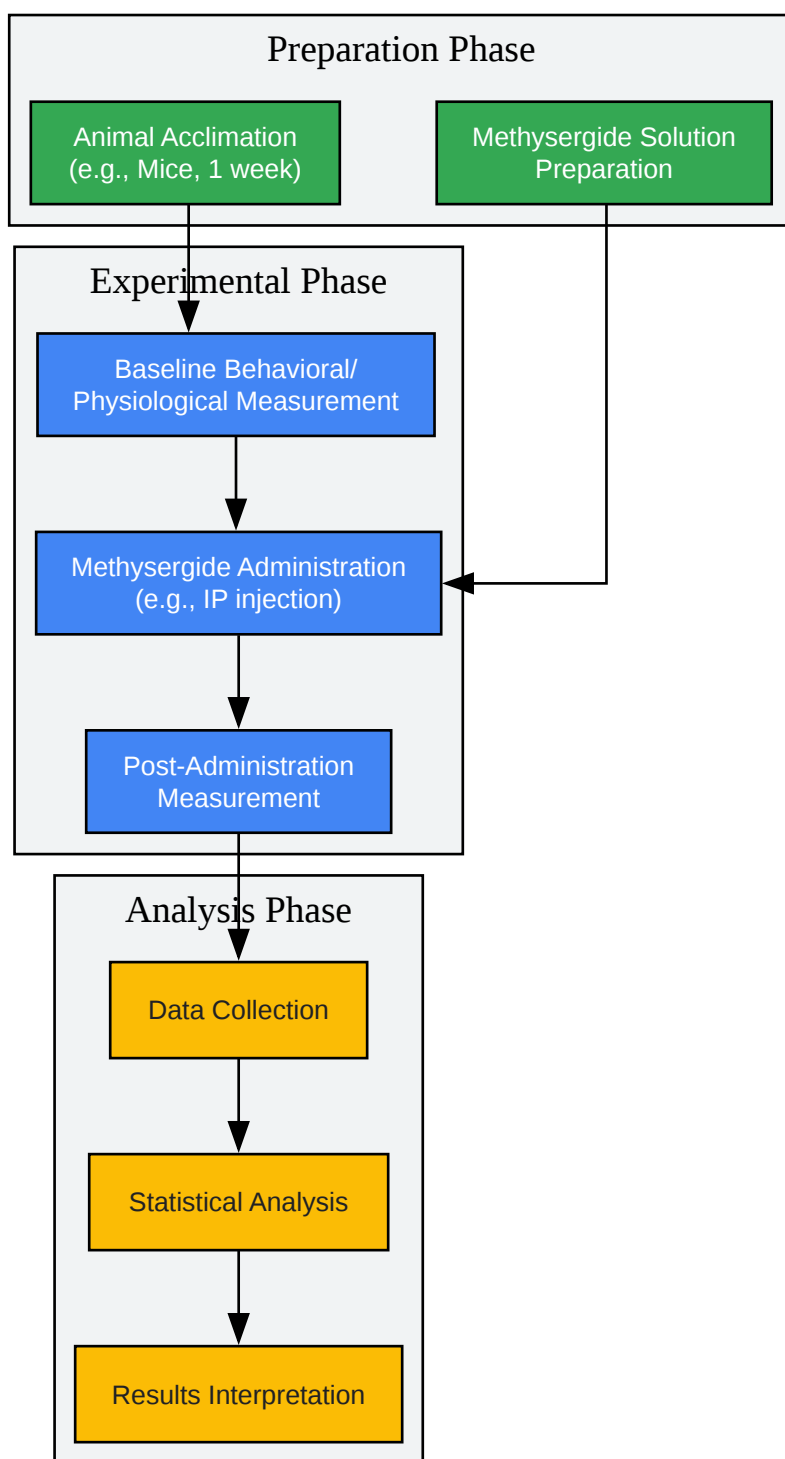 Preparation Phase
Animal Acclimation
(e.g., Mice, 1 week)
Methysergide Solution
Preparation
Experimental Phase
Baseline Behavioral/
Physiological Measurement
Methysergide Administration
(e.g., IP injection)
Post-Administration
Measurement
Analysis Phase
Data Collection
Statistical Analysis
Results Interpretation